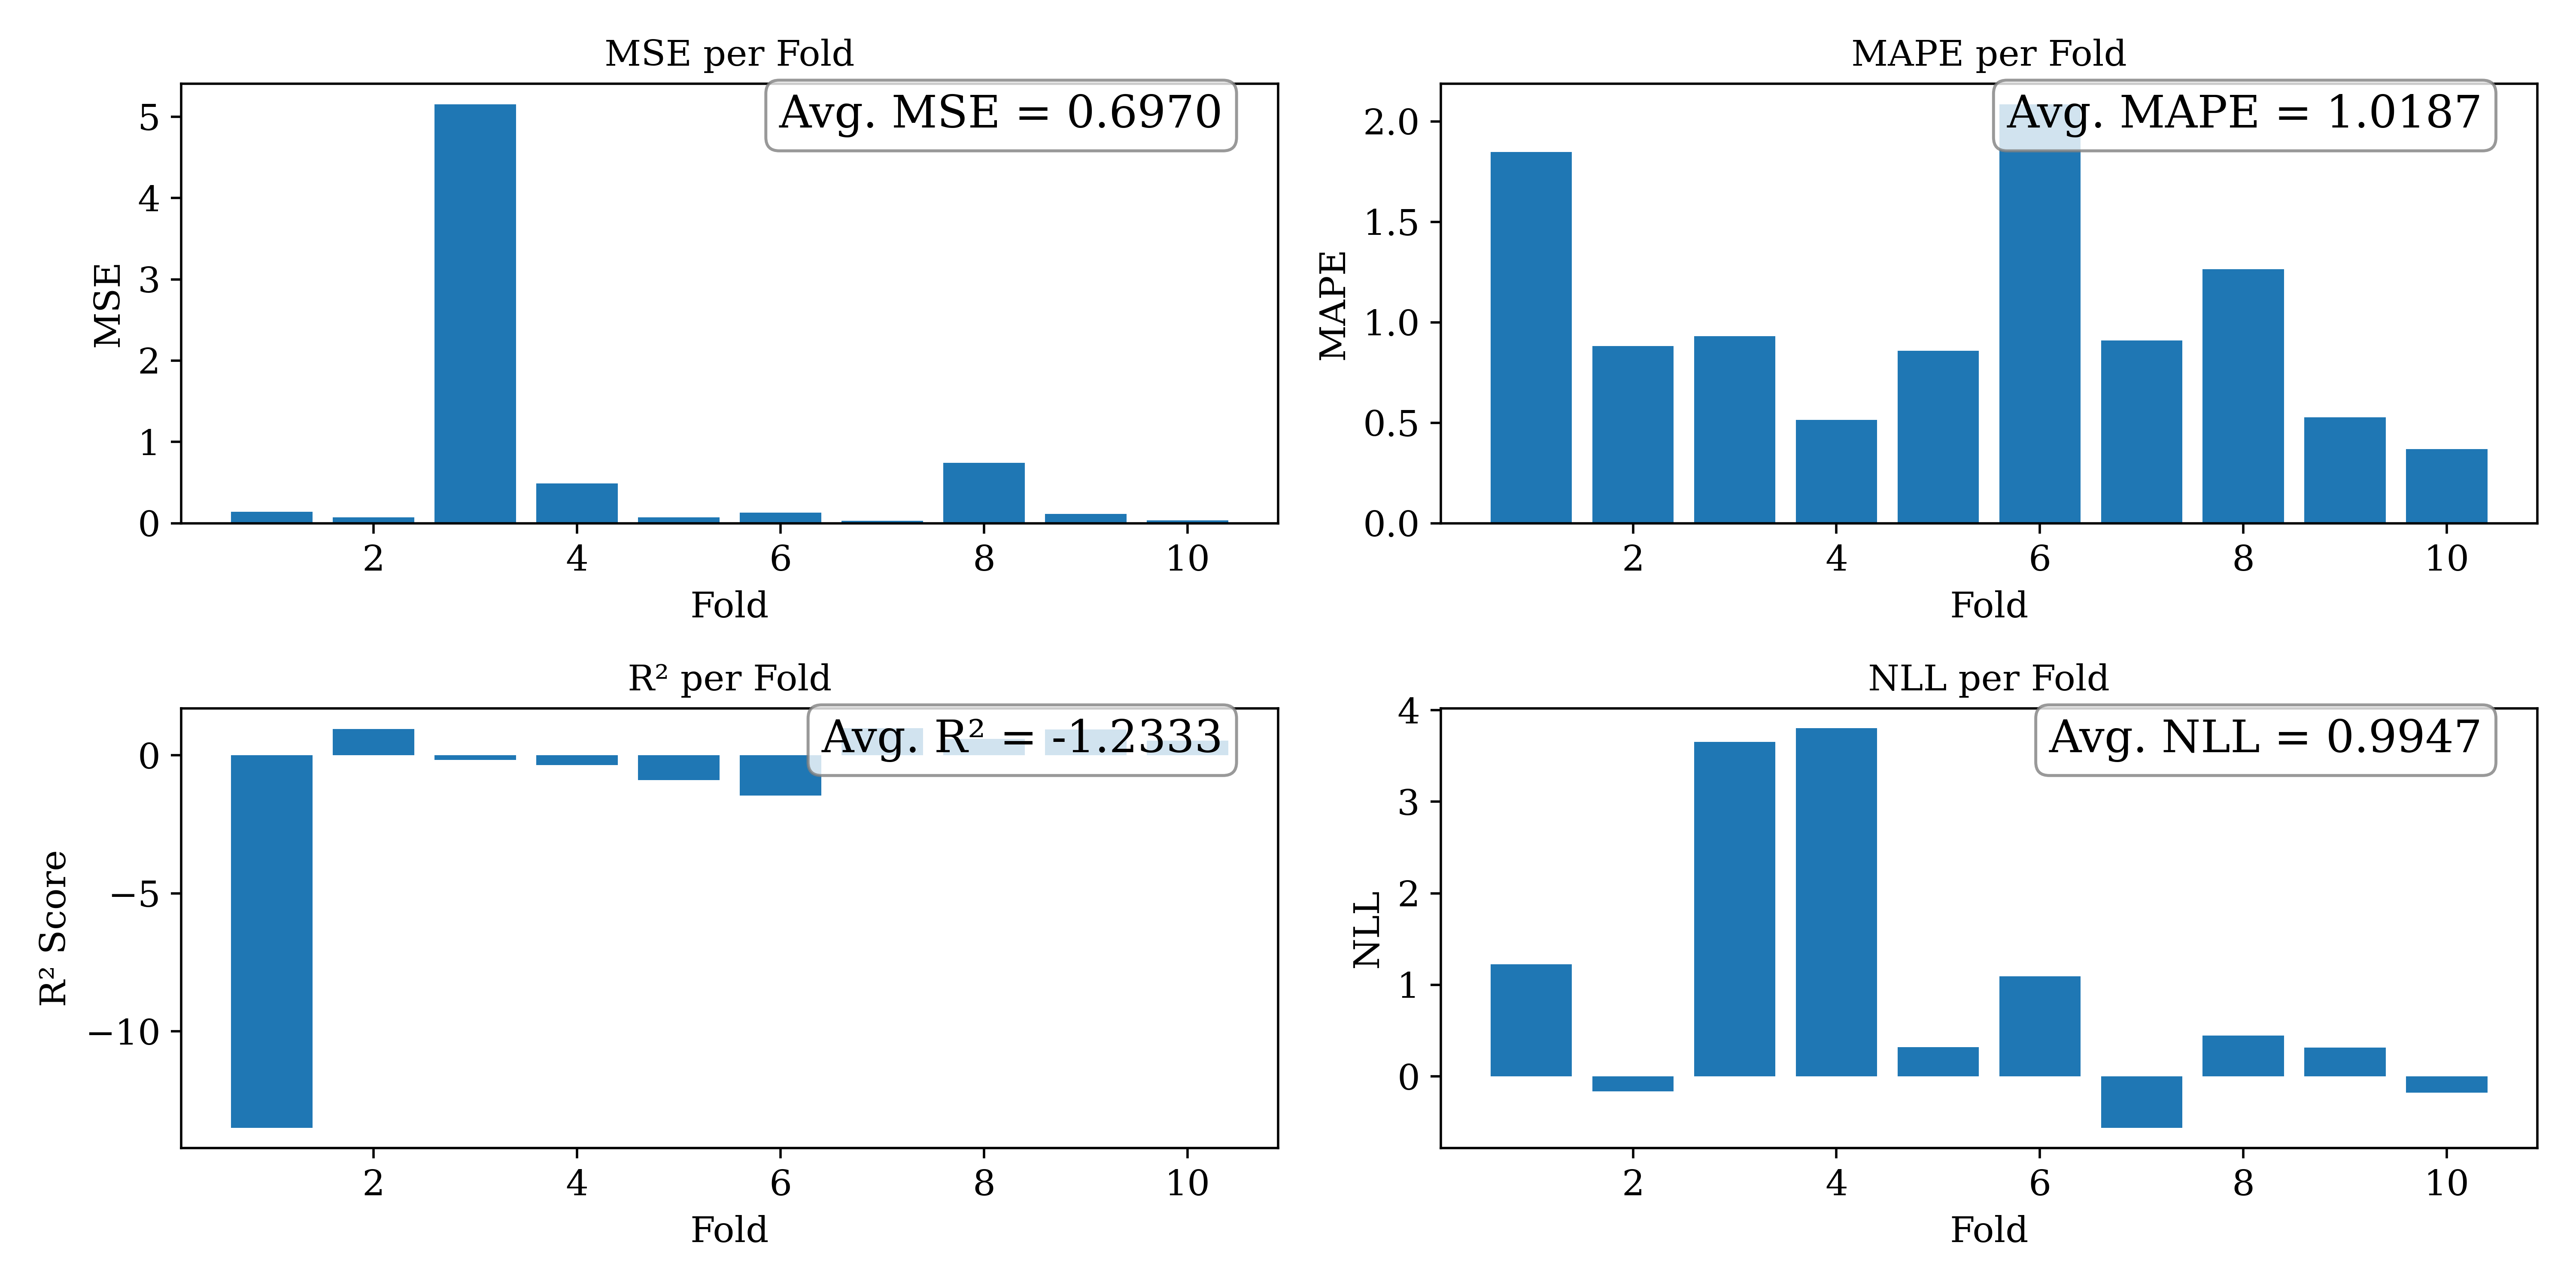 MSE per Fold
Avg. MSE = 0.6970
MSE
5
4
3
2
1
0
2 4 6 8 10
Fold
MAPE per Fold
Avg. MAPE = 1.0187
MAPE
2.0
1.5
1.0
0.5
0.0
2 4 6 8 10
Fold
R² per Fold
Avg. R² = -1.2333
R² Score
0
−5
−10
2 4 6 8 10
Fold
NLL per Fold
Avg. NLL = 0.9947
NLL
4
3
2
1
0
2 4 6 8 10
Fold